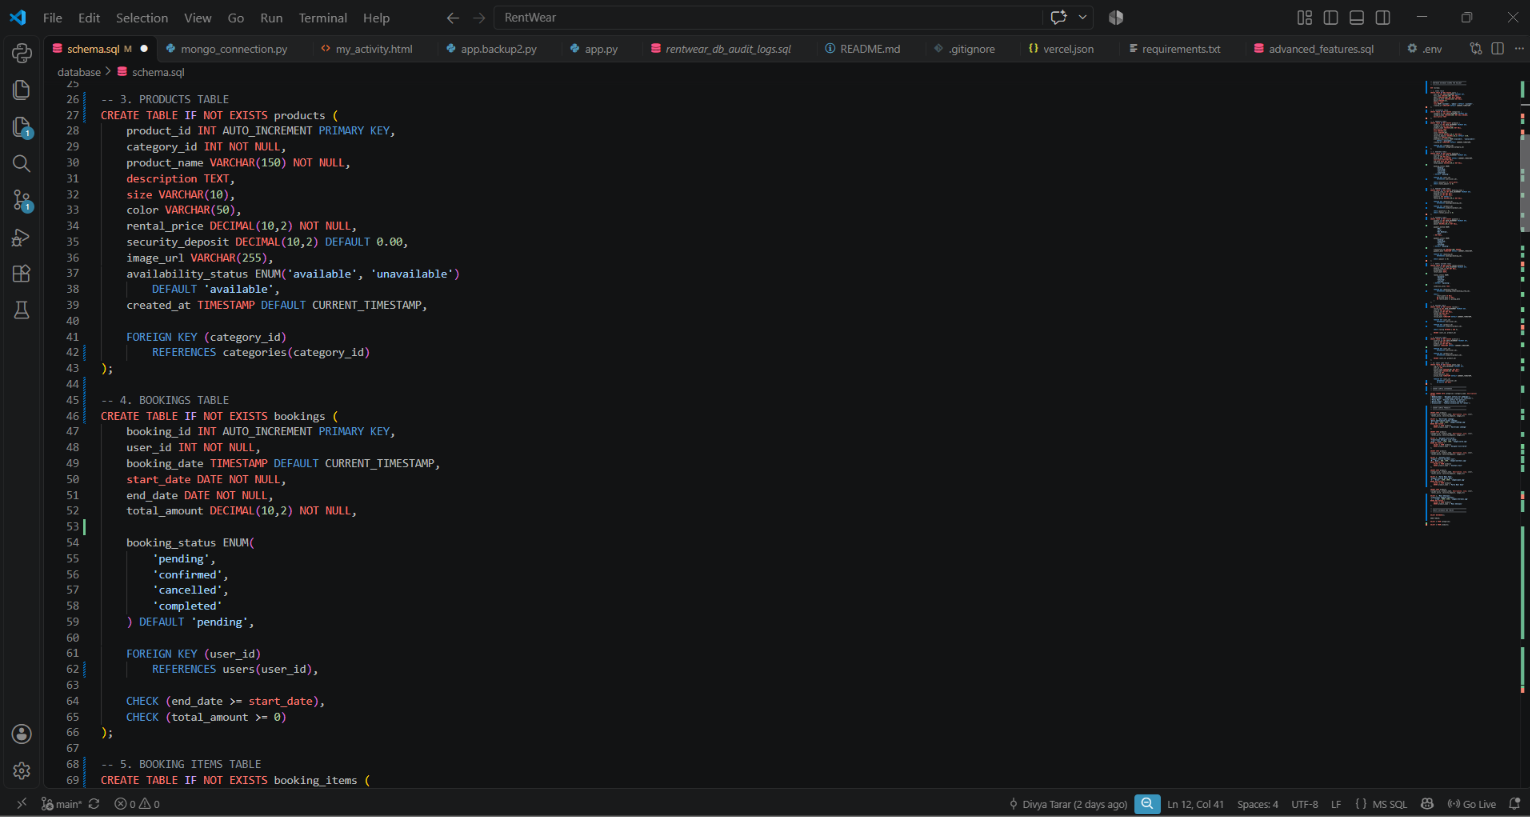 File Edit Selection View Go Run Terminal Help
RentWear
schema.sql M
mongo_connection.py
my_activity.html
app.backup2.py
app.py
rentwear_db_audit_logs.sql
README.md
.gitignore
vercel.json
requirements.txt
advanced_features.sql
.env
database > schema.sql
25
26 -- 3. PRODUCTS TABLE
27 CREATE TABLE IF NOT EXISTS products (
28 product_id INT AUTO_INCREMENT PRIMARY KEY,
29 category_id INT NOT NULL,
30 product_name VARCHAR(150) NOT NULL,
31 description TEXT,
32 size VARCHAR(10),
33 color VARCHAR(50),
34 rental_price DECIMAL(10,2) NOT NULL,
35 security_deposit DECIMAL(10,2) DEFAULT 0.00,
36 image_url VARCHAR(255),
37 availability_status ENUM('available', 'unavailable')
38 DEFAULT 'available',
39 created_at TIMESTAMP DEFAULT CURRENT_TIMESTAMP,
40
41 FOREIGN KEY (category_id)
42 REFERENCES categories(category_id)
43 );
44
45 -- 4. BOOKINGS TABLE
46 CREATE TABLE IF NOT EXISTS bookings (
47 booking_id INT AUTO_INCREMENT PRIMARY KEY,
48 user_id INT NOT NULL,
49 booking_date TIMESTAMP DEFAULT CURRENT_TIMESTAMP,
50 start_date DATE NOT NULL,
51 end_date DATE NOT NULL,
52 total_amount DECIMAL(10,2) NOT NULL,
53
54 booking_status ENUM(
55 'pending',
56 'confirmed',
57 'cancelled',
58 'completed'
59 ) DEFAULT 'pending',
60
61 FOREIGN KEY (user_id)
62 REFERENCES users(user_id),
63
64 CHECK (end_date >= start_date),
65 CHECK (total_amount >= 0)
66 );
67
68 -- 5. BOOKING ITEMS TABLE
69 CREATE TABLE IF NOT EXISTS booking_items (
1
1
main* 0 0 Divya Tarar (2 days ago) Ln 12, Col 41 Spaces: 4 UTF-8 LF { } MS SQL Go Live